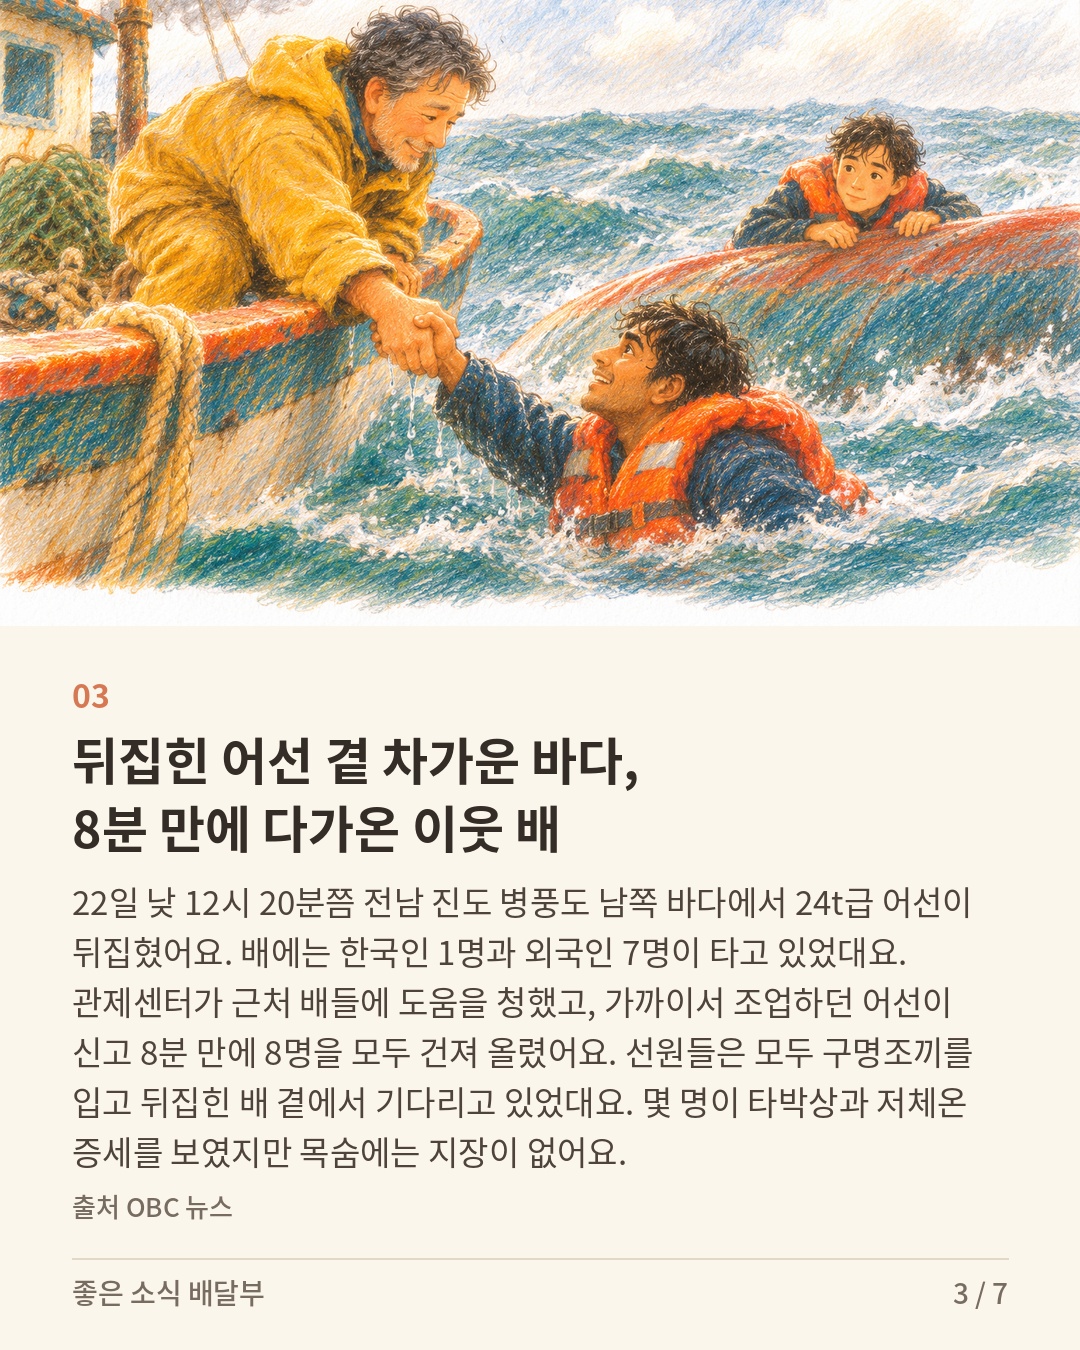 03
뒤집힌 어선 곁 차가운 바다,
8분 만에 다가온 이웃 배
22일 낮 12시 20분쯤 전남 진도 병풍도 남쪽 바다에서 24t급 어선이
뒤집혔어요. 배에는 한국인 1명과 외국인 7명이 타고 있었대요.
관제센터가 근처 배들에 도움을 청했고, 가까이서 조업하던 어선이
신고 8분 만에 8명을 모두 건져 올렸어요. 선원들은 모두 구명조끼를
입고 뒤집힌 배 곁에서 기다리고 있었대요. 몇 명이 타박상과 저체온
증세를 보였지만 목숨에는 지장이 없어요.
출처 OBC 뉴스
좋은 소식 배달부
3 / 7